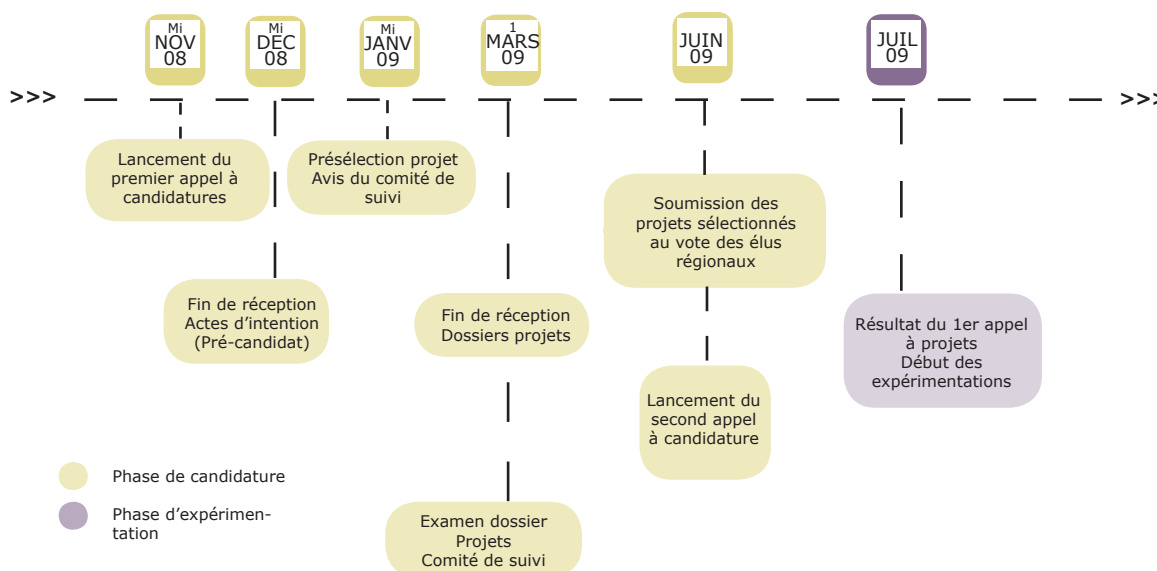 Mi
NOV
08
Mi
DEC
08
Mi
JANV
09
1
MARS
09
JUIN
09
JUIL
09
>>>
>>>
Lancement du
premier appel à
candidatures
Présélection projet
Avis du comité de
suivi
Soumission des
projets sélectionnés
au vote des élus
régionaux
Fin de réception
Actes d'intention
(Pré-candidat)
Fin de réception
Dossiers projets
Résultat du 1er appel
à projets
Début des
expérimentations
Lancement du
second appel
à candidature
Examen dossier
Projets
Comité de suivi
Phase de candidature
Phase d'expérimen-
tation